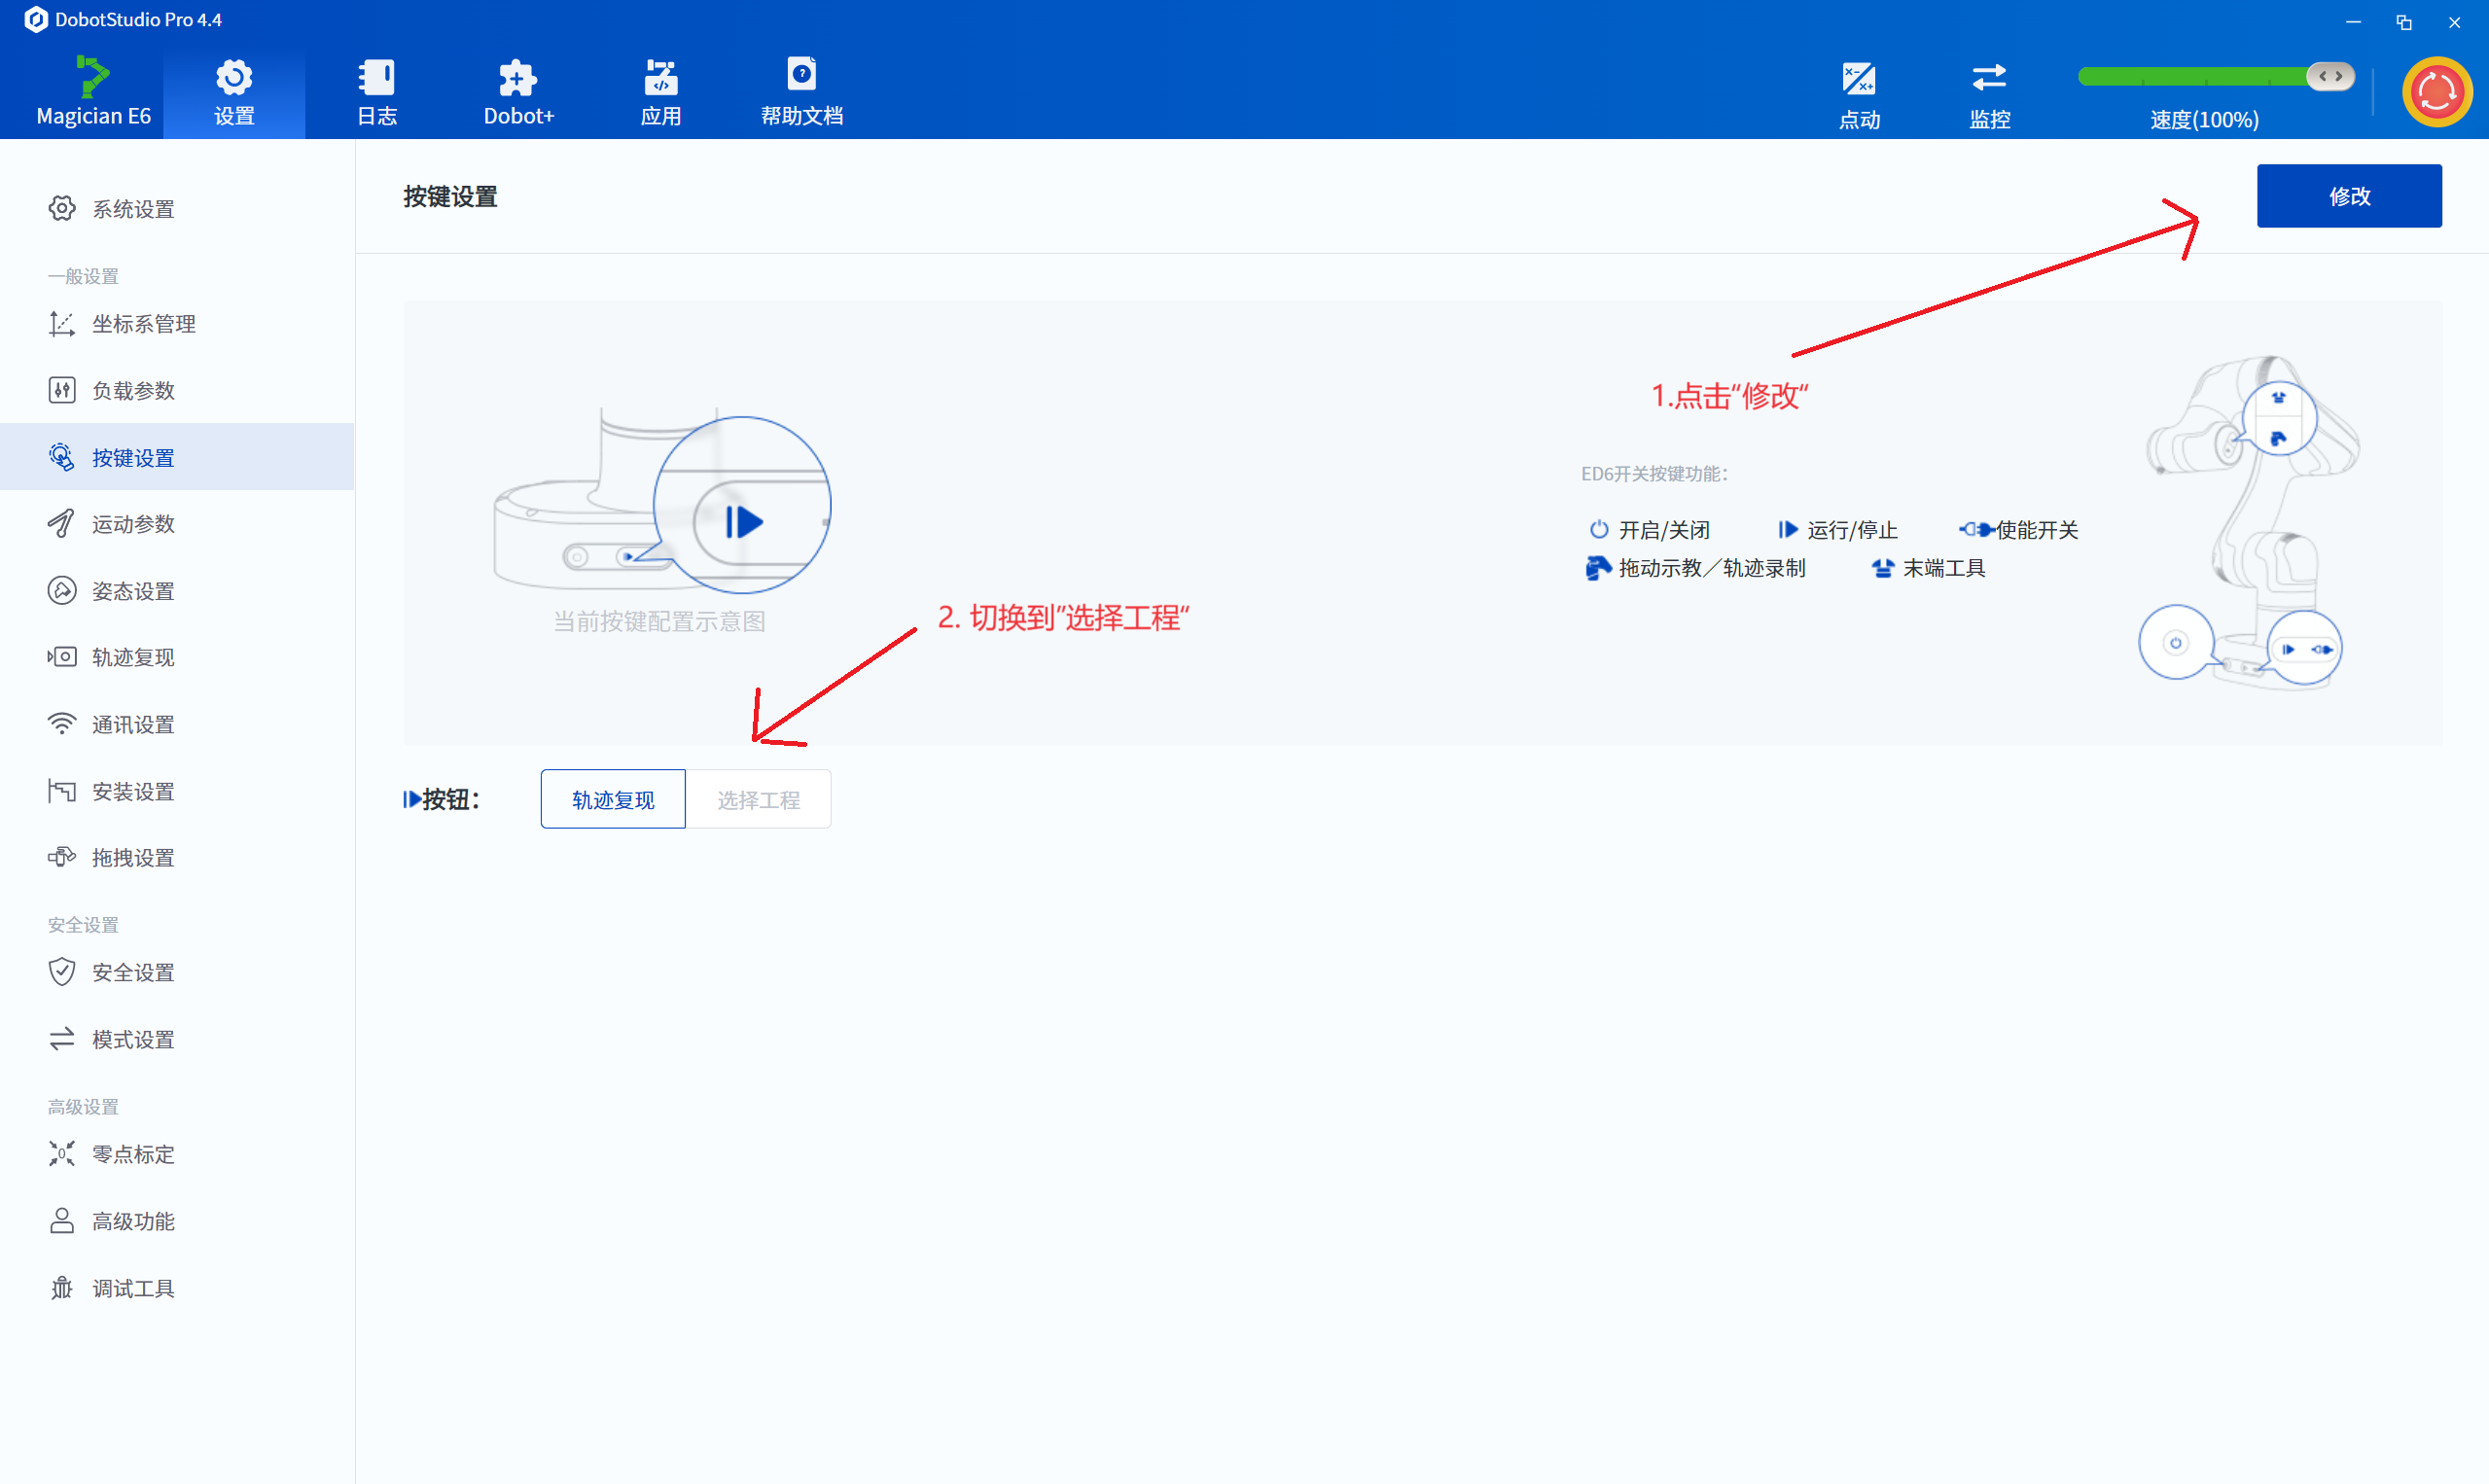 DobotStudio Pro 4.4
Magician E6
设置
日志
Dobot+
应用
帮助文档
点动
监控
速度(100%)
系统设置
一般设置
坐标系管理
负载参数
按键设置
运动参数
姿态设置
轨迹复现
通讯设置
安装设置
拖拽设置
安全设置
安全设置
模式设置
高级设置
零点标定
高级功能
调试工具
按键设置
修改
1.点击“修改“
ED6开关按键功能：
开启/关闭
运行/停止
使能开关
拖动示教／轨迹录制
末端工具
当前按键配置示意图
2. 切换到”选择工程“
按钮：
轨迹复现
选择工程